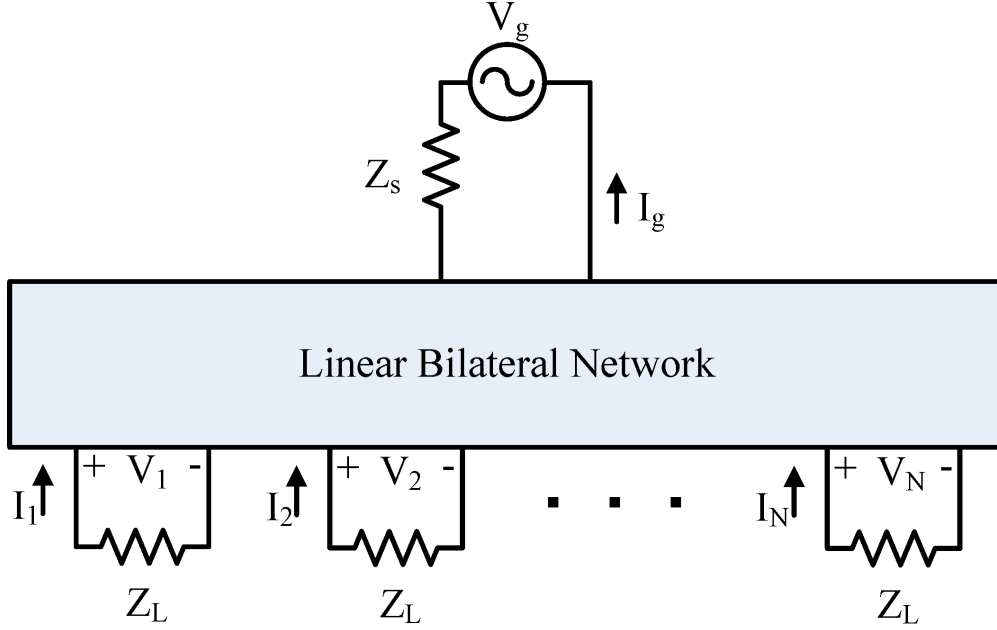 Vg
Zs
Ig
Linear Bilateral Network
+ V1 -
+ V2 -
+ VN -
I1
I2
. . .
IN
ZL
ZL
ZL